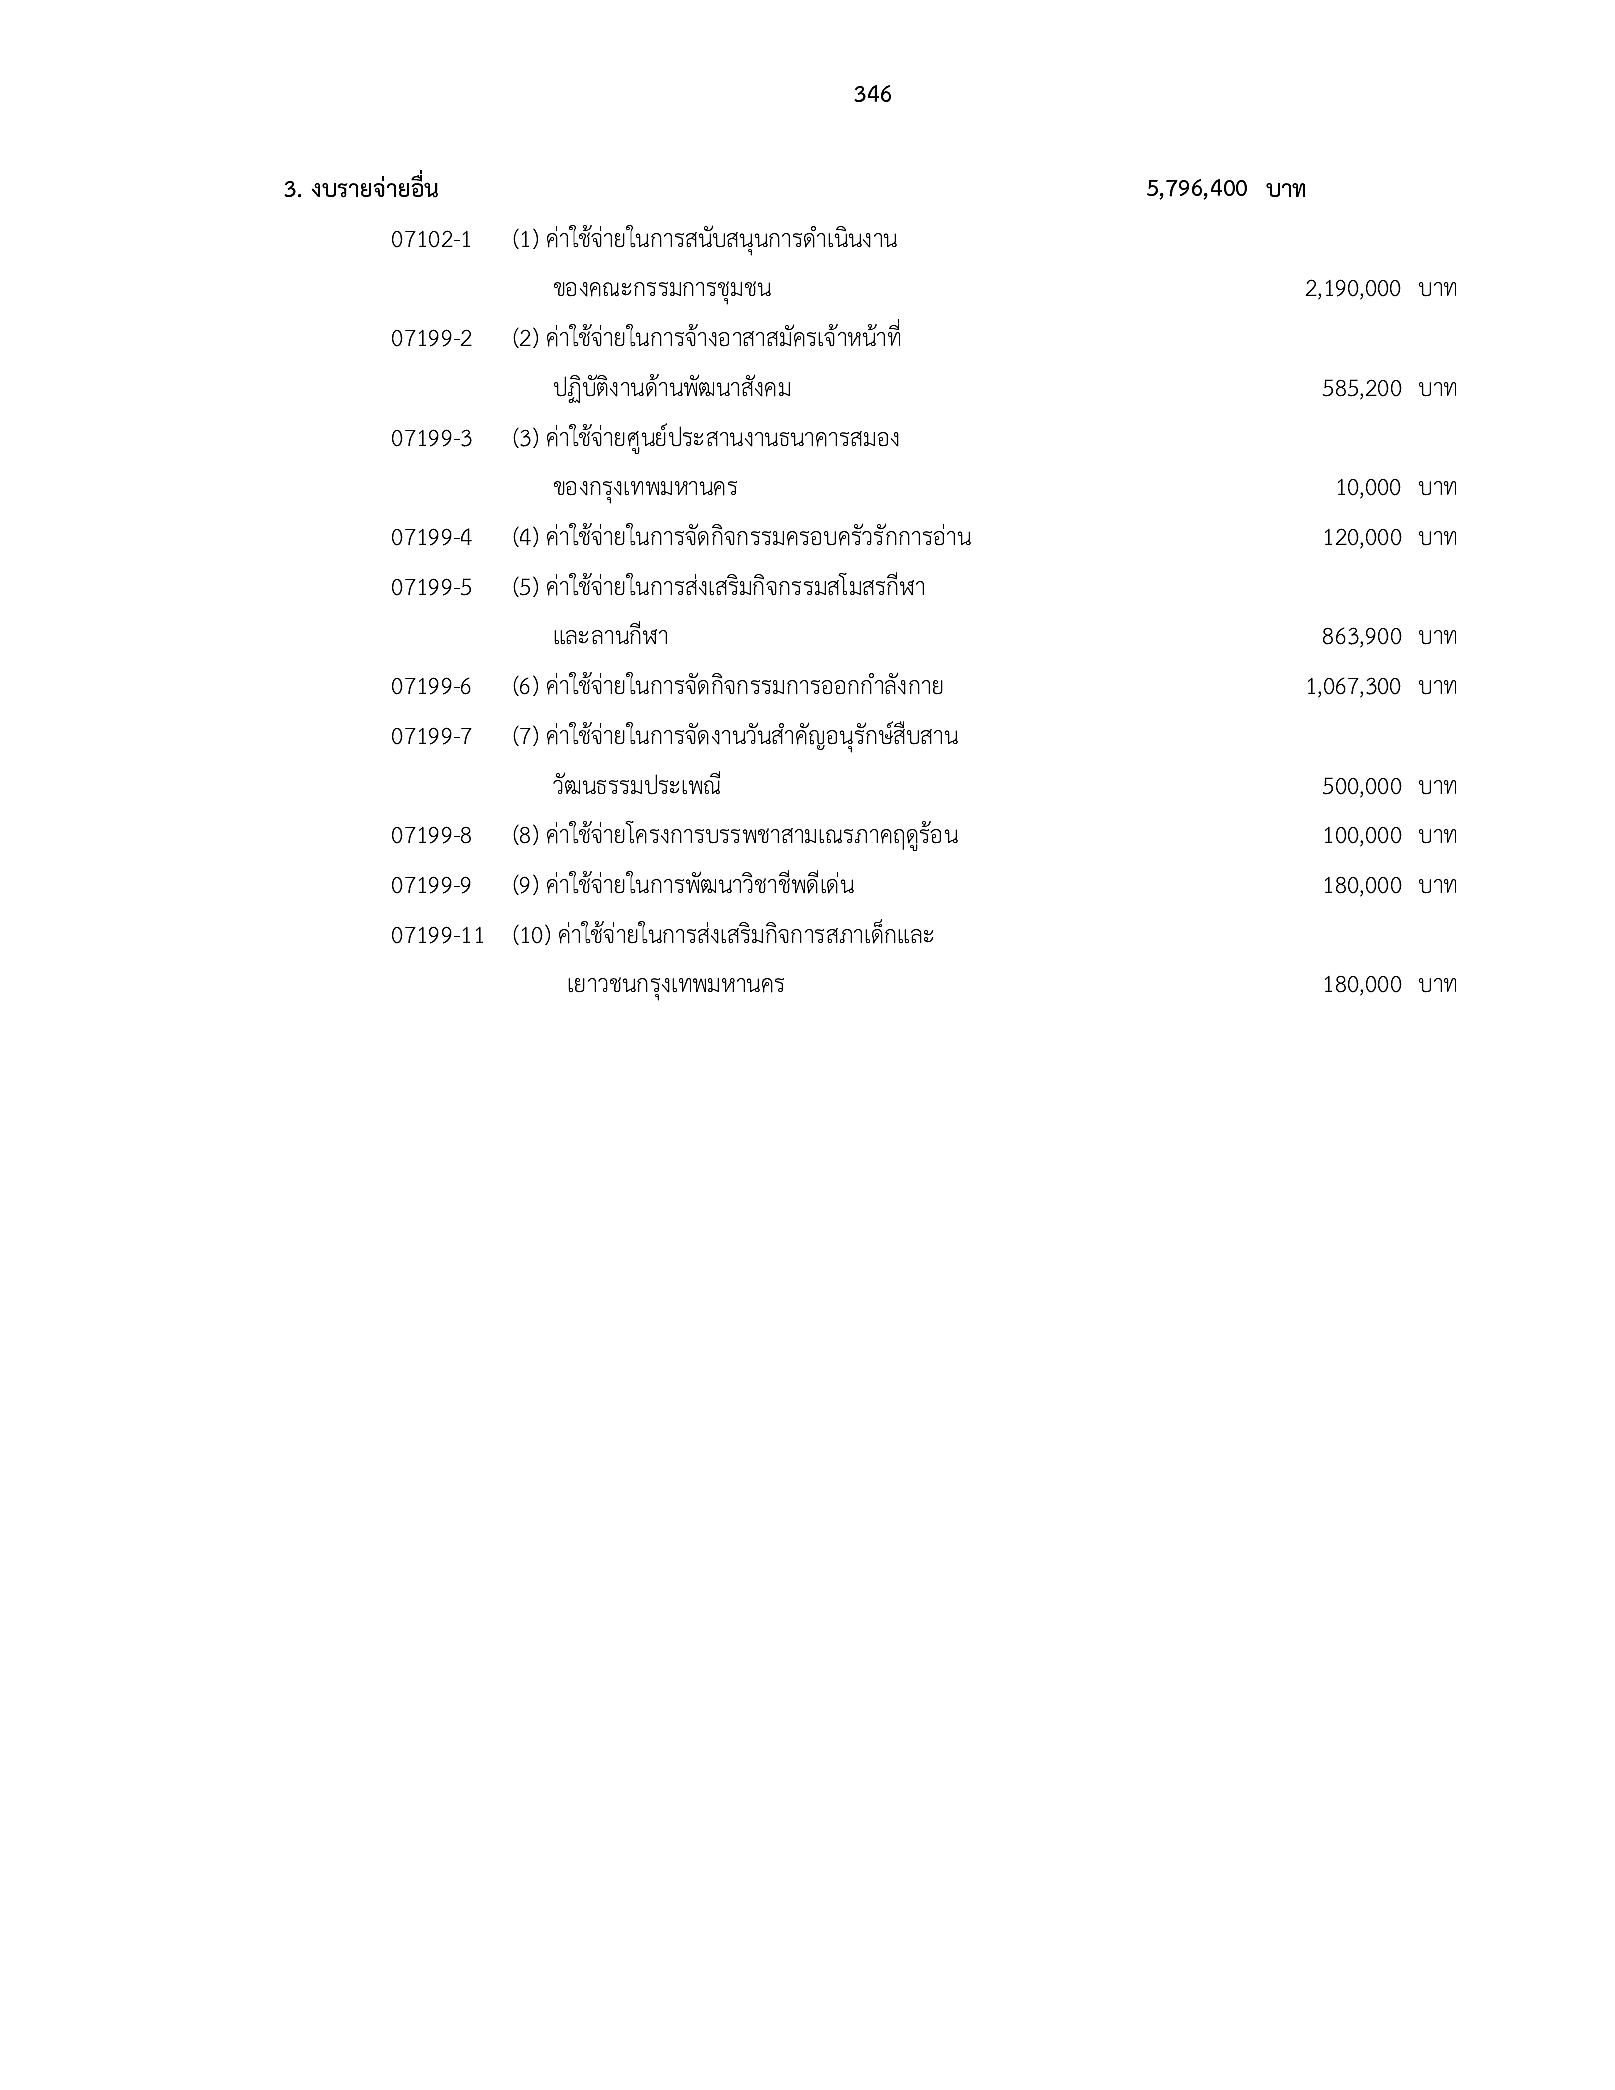 346
3. งบรายจ่ายอื่น 5,796,400 บาท
07102-1 (1) ค่าใช้จ่ายในการสนับสนุนการดำเนินงาน
ของคณะกรรมการชุมชน 2,190,000 บาท
07199-2 (2) ค่าใช้จ่ายในการจ้างอาสาสมัครเจ้าหน้าที่
ปฏิบัติงานด้านพัฒนาสังคม 585,200 บาท
07199-3 (3) ค่าใช้จ่ายศูนย์ประสานงานธนาคารสมอง
ของกรุงเทพมหานคร 10,000 บาท
07199-4 (4) ค่าใช้จ่ายในการจัดกิจกรรมครอบครัวรักการอ่าน 120,000 บาท
07199-5 (5) ค่าใช้จ่ายในการส่งเสริมกิจกรรมสโมสรกีฬา
และลานกีฬา 863,900 บาท
07199-6 (6) ค่าใช้จ่ายในการจัดกิจกรรมการออกกำลังกาย 1,067,300 บาท
07199-7 (7) ค่าใช้จ่ายในการจัดงานวันสำคัญอนุรักษ์สืบสาน
วัฒนธรรมประเพณี 500,000 บาท
07199-8 (8) ค่าใช้จ่ายโครงการบรรพชาสามเณรภาคฤดูร้อน 100,000 บาท
07199-9 (9) ค่าใช้จ่ายในการพัฒนาวิชาชีพดีเด่น 180,000 บาท
07199-11 (10) ค่าใช้จ่ายในการส่งเสริมกิจการสภาเด็กและ
เยาวชนกรุงเทพมหานคร 180,000 บาท